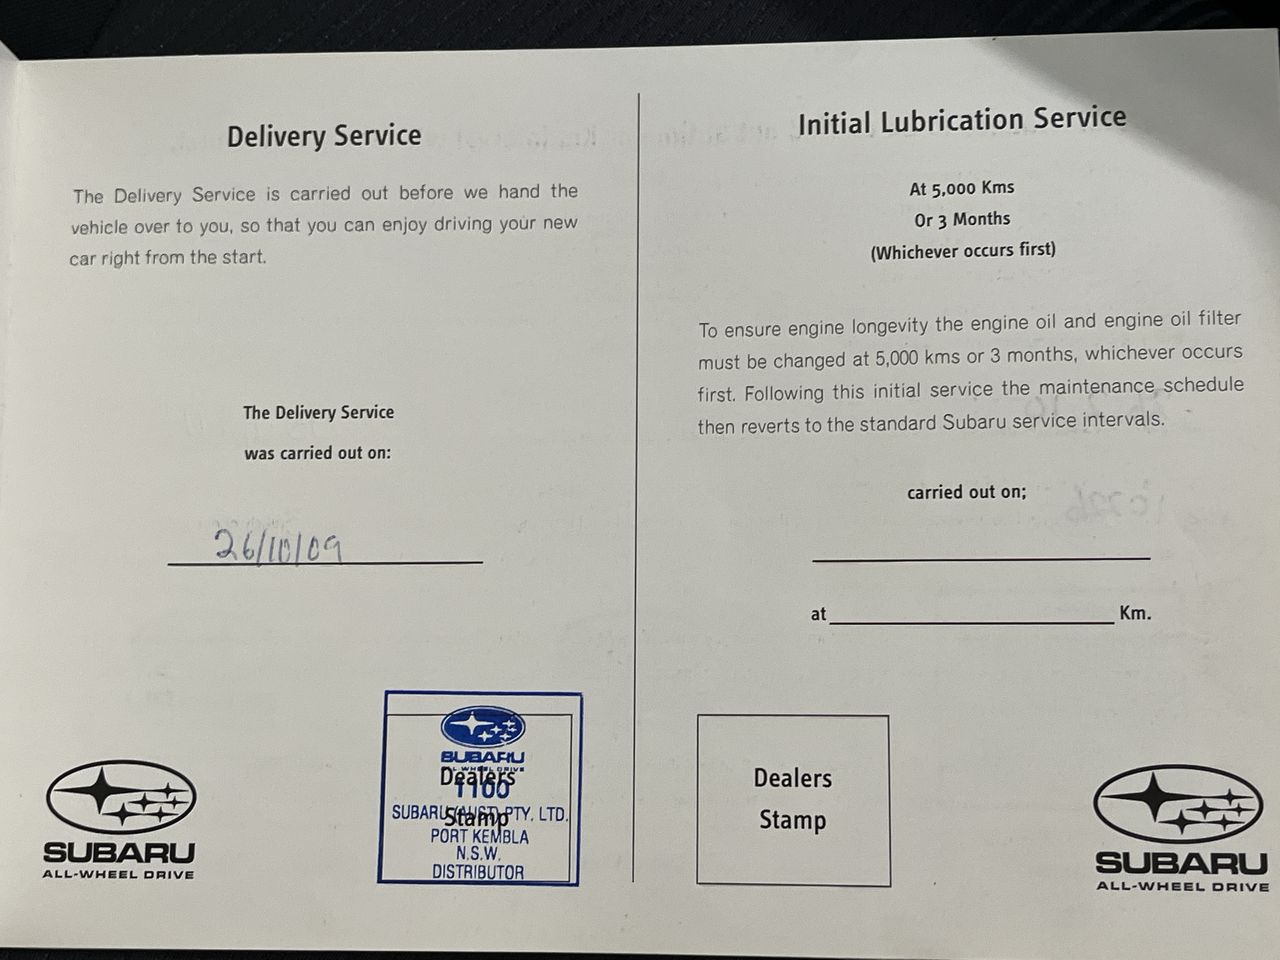 Delivery Service
The Delivery Service is carried out before we hand the
vehicle over to you, so that you can enjoy driving your new
car right from the start.
The Delivery Service
was carried out on:
26/10/09
SUBARU
ALL-WHEEL DRIVE
SUBARU
ALL-WHEEL DRIVE
Dealers
1100
Stamp
SUBARU (AUST) PTY. LTD.
PORT KEMBLA
N.S.W.
DISTRIBUTOR
Initial Lubrication Service
At 5,000 Kms
Or 3 Months
(Whichever occurs first)
To ensure engine longevity the engine oil and engine oil filter
must be changed at 5,000 kms or 3 months, whichever occurs
first. Following this initial service the maintenance schedule
then reverts to the standard Subaru service intervals.
carried out on;
at Km.
Dealers
Stamp
SUBARU
ALL-WHEEL DRIVE